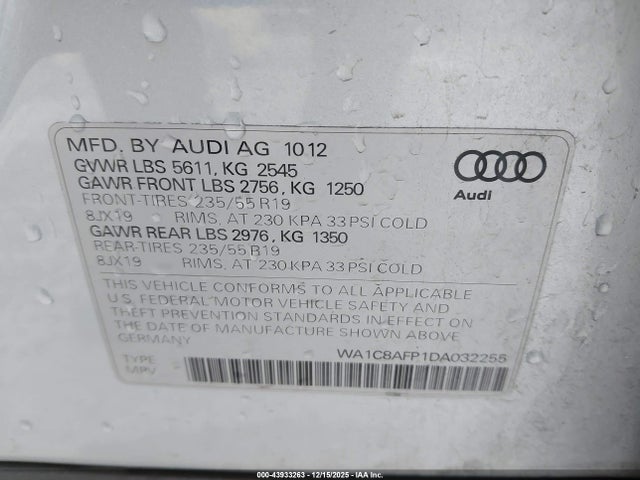 MFD. BY AUDI AG 10.12
GVWR LBS 5611, KG 2545
GAWR FRONT LBS 2756, KG 1250
FRONT-TIRES 235/55 R19
8JX19 RIMS, AT 230 KPA 33 PSI COLD
GAWR REAR LBS 2976, KG 1350
REAR-TIRES 235/55 R19
8JX19 RIMS, AT 230 KPA 33 PSI COLD
Audi
THIS VEHICLE CONFORMS TO ALL APPLICABLE
U.S. FEDERAL MOTOR VEHICLE SAFETY AND
THEFT PREVENTION STANDARDS IN EFFECT ON
THE DATE OF MANUFACTURE SHOWN ABOVE.
GERMANY
WA1C8AFP1DA032255
TYPE
MPV
000-43933263 - 12/15/2025 - IAA Inc.